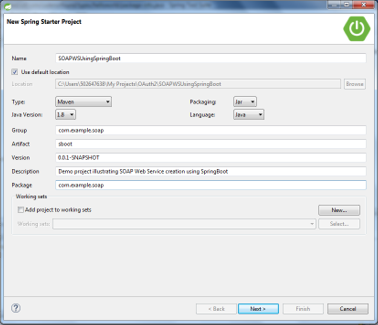 New Spring Starter Project
Name SOAPWSUsingSpringBoot
Use default location
Location C:\Users\302647638\My Projects\OAuth2\SOAPWSUsingSpringBoot Browse
Type: Maven Packaging: Jar
Java Version: 1.8 Language: Java
Group com.example.soap
Artifact sboot
Version 0.0.1-SNAPSHOT
Description Demo project illustrating SOAP Web Service creation using SpringBoot
Package com.example.soap
Working sets
Add project to working sets New...
Working sets: Select...
< Back Next > Finish Cancel